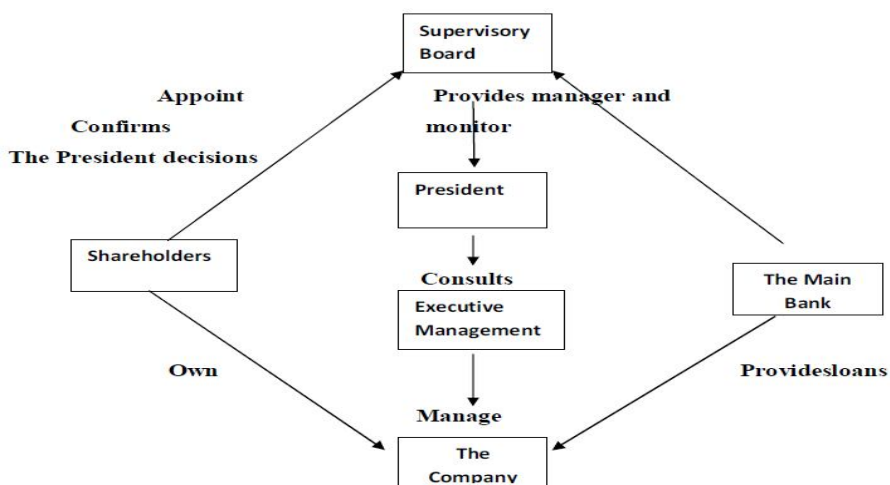 Supervisory
Board
Appoint
Provides manager and
Confirms
monitor
The President decisions
President
Shareholders
Consults
The Main
Bank
Executive
Management
Own
Providesloans
Manage
The
Company